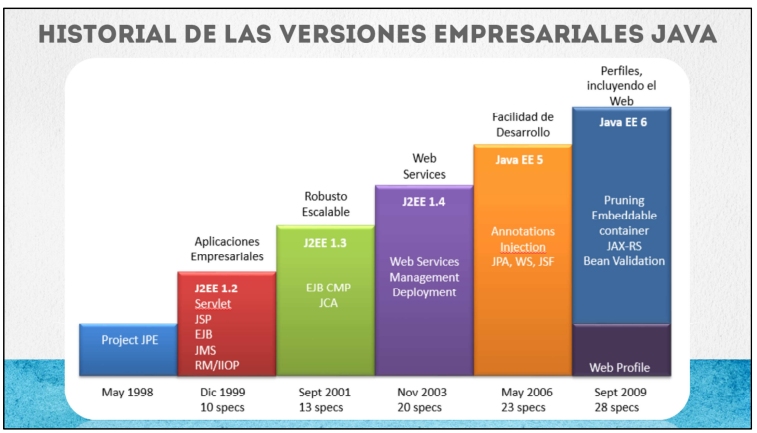 HISTORIAL DE LAS VERSIONES EMPRESARIALES JAVA
Project JPE
May 1998
Aplicaciones
Empresariales
J2EE 1.2
Servlet
JSP
EJB
JMS
RM/IIOP
Dic 1999
10 specs
Robusto
Escalable
J2EE 1.3
EJB CMP
JCA
Sept 2001
13 specs
Web
Services
J2EE 1.4
Web Services
Management
Deployment
Nov 2003
20 specs
Facilidad de
Desarrollo
Java EE 5
Annotations
Injection
JPA, WS, JSF
May 2006
23 specs
Perfiles,
incluyendo el
Web
Java EE 6
Pruning
Embeddable
container
JAX-RS
Bean Validation
Web Profile
Sept 2009
28 specs